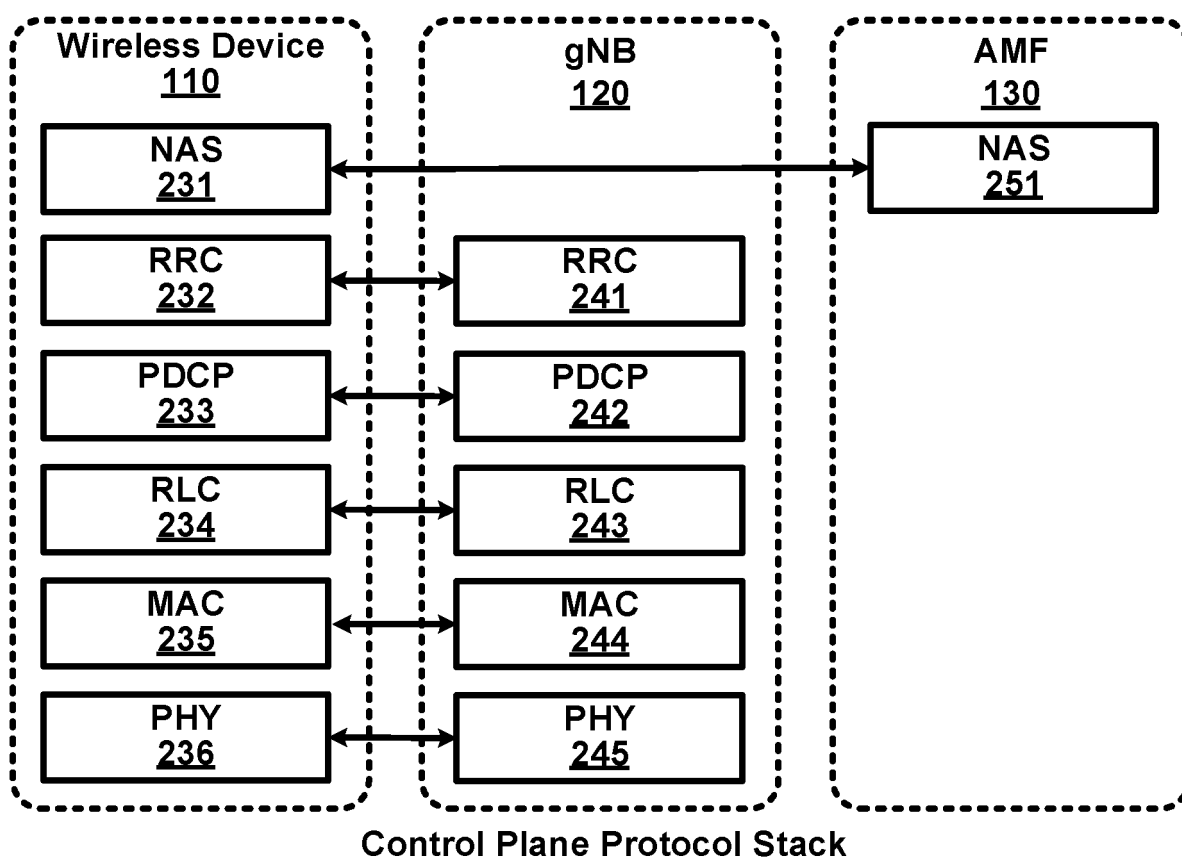 Wireless Device
110
gNB
120
AMF
130
NAS
231
NAS
251
RRC
232
RRC
241
PDCP
233
PDCP
242
RLC
234
RLC
243
MAC
235
MAC
244
PHY
236
PHY
245
Control Plane Protocol Stack